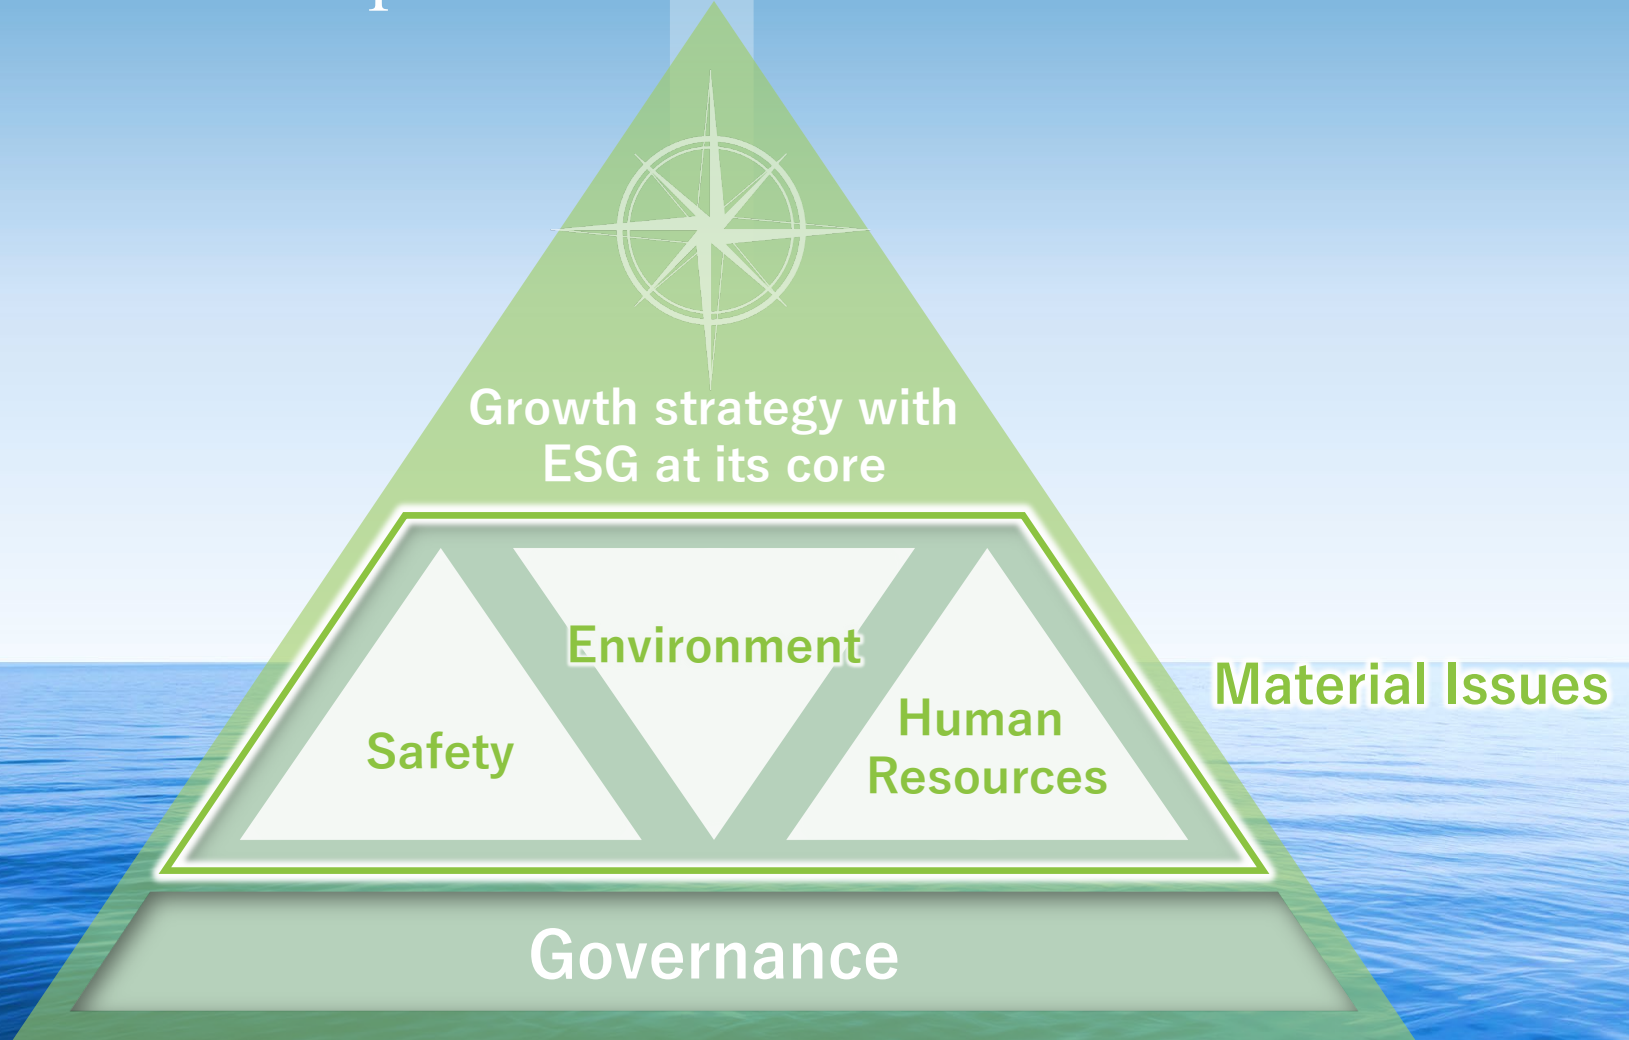 Growth strategy with
ESG at its core
Environment
Safety
Human
Resources
Material Issues
Governance